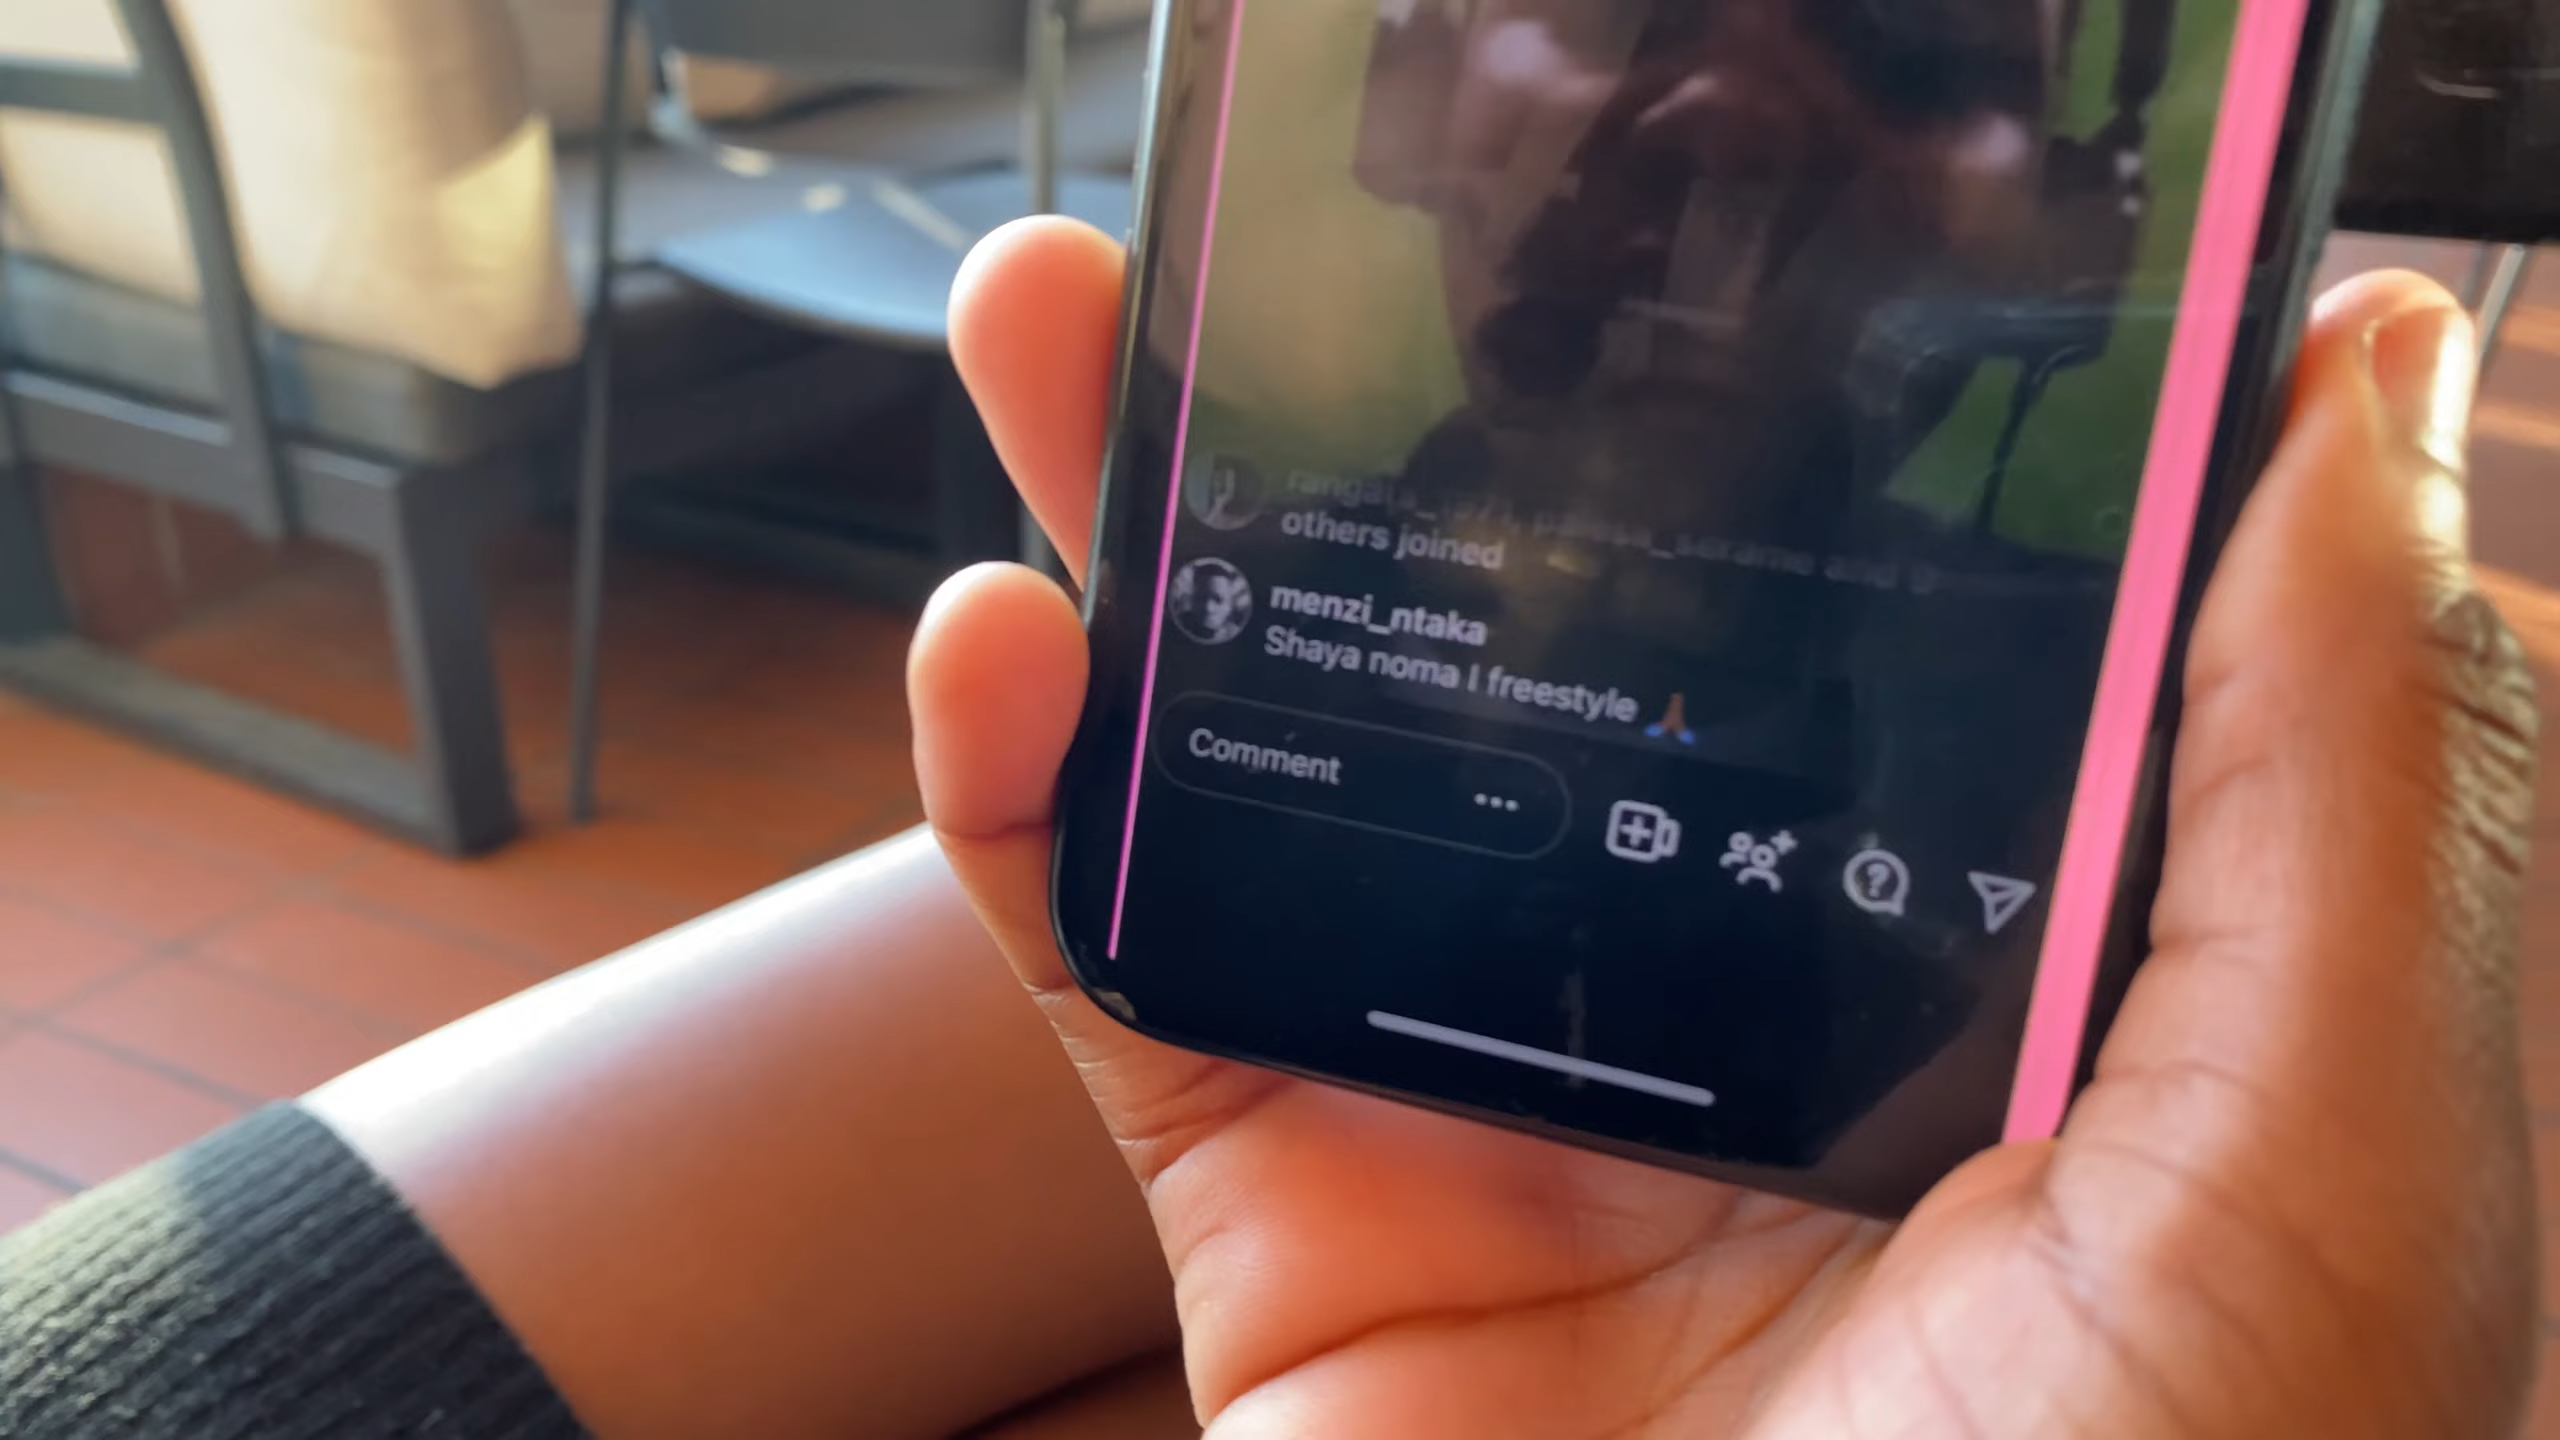 others joined
menzi_ntaka
Shaya noma I freestyle 🙏🏾
Comment